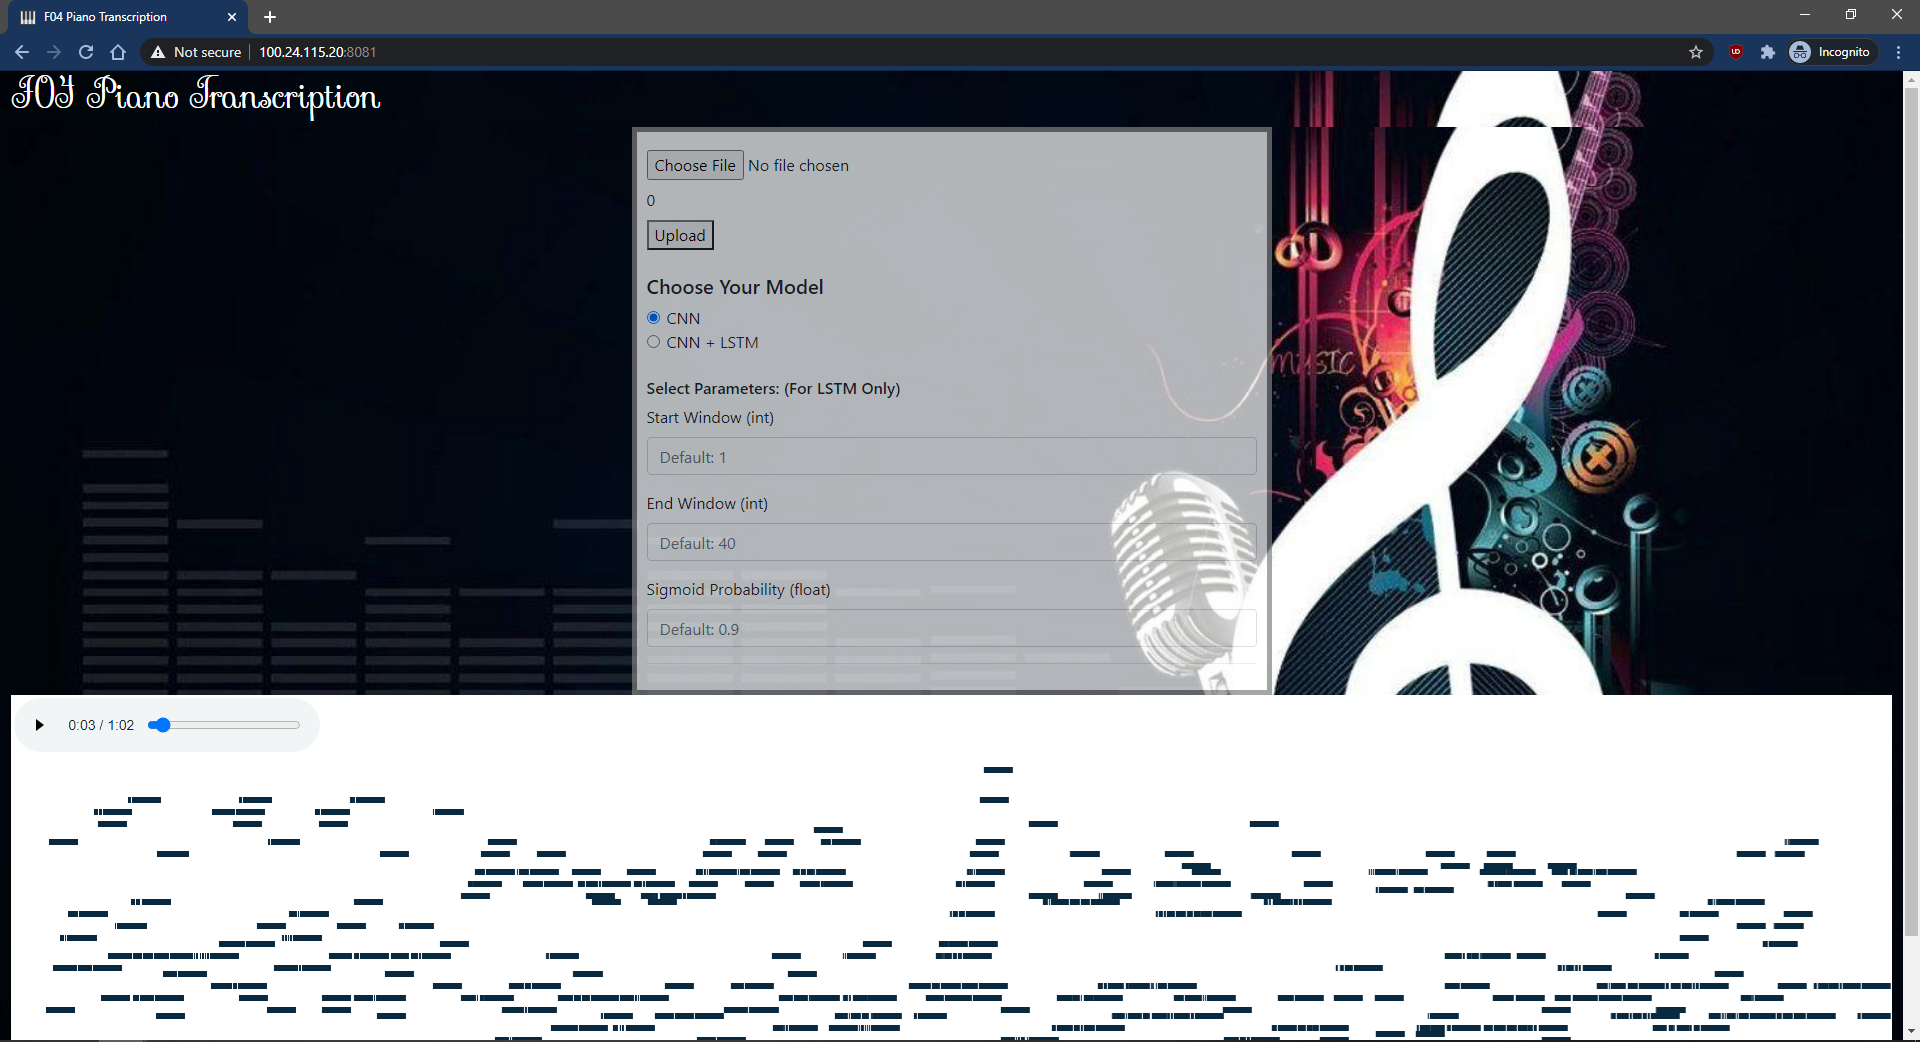 F04 Piano Transcription
Not secure
100.24.115.20:8081
Incognito
F04 Piano Transcription
Choose File No file chosen
0
Upload
Choose Your Model
CNN
CNN + LSTM
Select Parameters: (For LSTM Only)
Start Window (int)
Default: 1
End Window (int)
Default: 40
Sigmoid Probability (float)
Default: 0.9
MUSIC
0:03 / 1:02